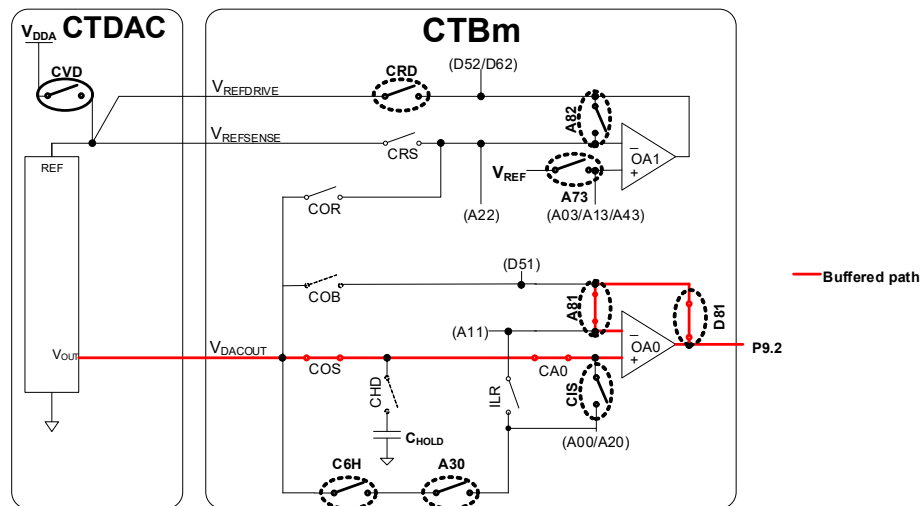 CTDAC
CTBm
VDDA
CVD
VREFDRIVE
CRD
(D52/D62)
A82
VREFSENSE
CRS
REF
VREF
A73
OA1
−
+
COR
(A22)
(A03/A13/A43)
(D51)
COB
A81
D81
Buffered path
(A11)
−
+
OA0
VOUT
VDACOUT
COS
CA0
P9.2
CHD
ILR
CIS
CHOLD
(A00/A20)
C6H
A30